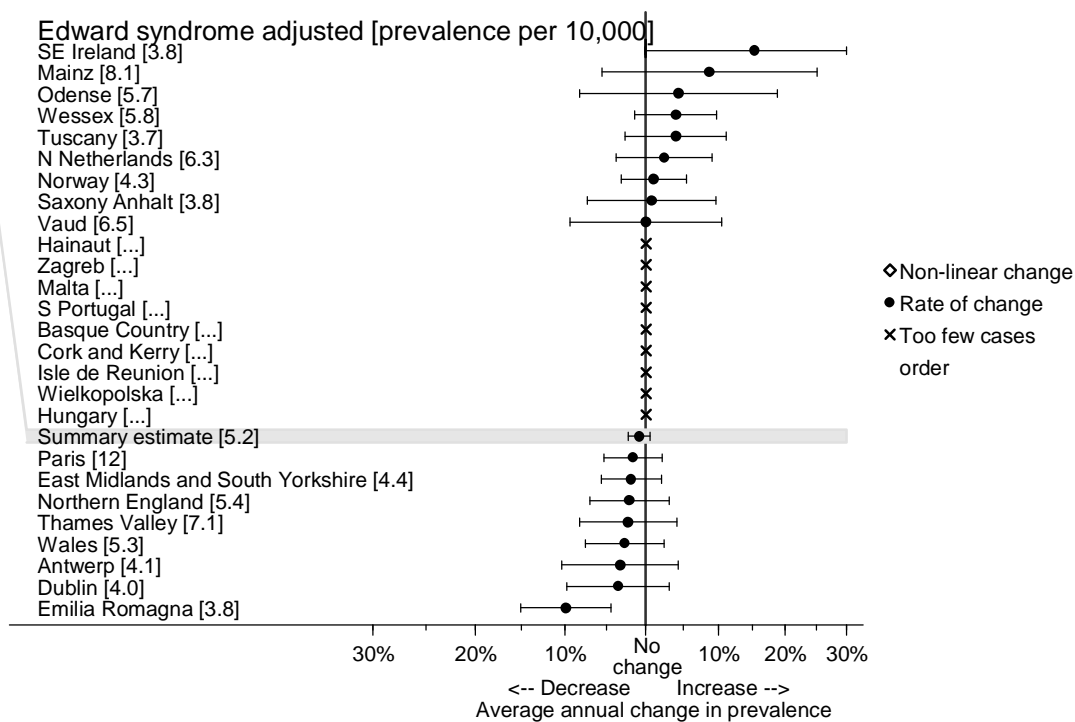 Edward syndrome adjusted [prevalence per 10,000]
SE Ireland [3.8]
Mainz [8.1]
Odense [5.7]
Wessex [5.8]
Tuscany [3.7]
N Netherlands [6.3]
Norway [4.3]
Saxony Anhalt [3.8]
Vaud [6.5]
Hainaut [...]
Zagreb [...]
Malta [...]
S Portugal [...]
Basque Country [...]
Cork and Kerry [...]
Isle de Reunion [...]
Wielkopolska [...]
Hungary [...]
Summary estimate [5.2]
Paris [12]
East Midlands and South Yorkshire [4.4]
Northern England [5.4]
Thames Valley [7.1]
Wales [5.3]
Antwerp [4.1]
Dublin [4.0]
Emilia Romagna [3.8]
Non-linear change
Rate of change
Too few cases
order
30% 20% 10% No change 10% 20% 30%
<-- Decrease Increase -->
Average annual change in prevalence